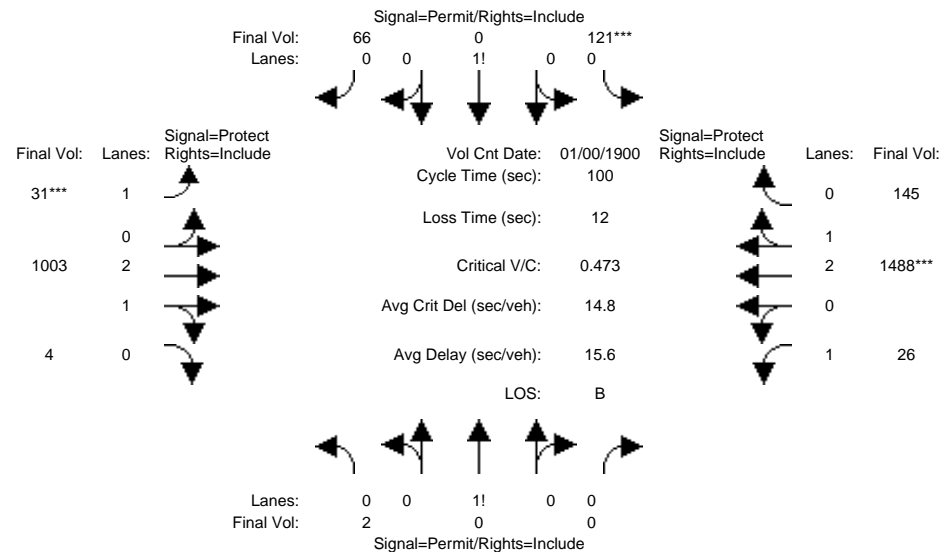 Signal=Permit/Rights=Include
Final Vol: 66 0 121***
Lanes: 0 0 1! 0 0
Signal=Protect Signal=Protect
Final Vol: Lanes: Rights=Include Vol Cnt Date: 01/00/1900 Rights=Include Lanes: Final Vol:
Cycle Time (sec): 100
31*** 1 0 145
Loss Time (sec): 12
0 1
1003 2 Critical V/C: 0.473 2 1488***
1 Avg Crit Del (sec/veh): 14.8 0
4 0 Avg Delay (sec/veh): 15.6 1 26
LOS: B
Lanes: 0 0 1! 0 0
Final Vol: 2 0 0
Signal=Permit/Rights=Include